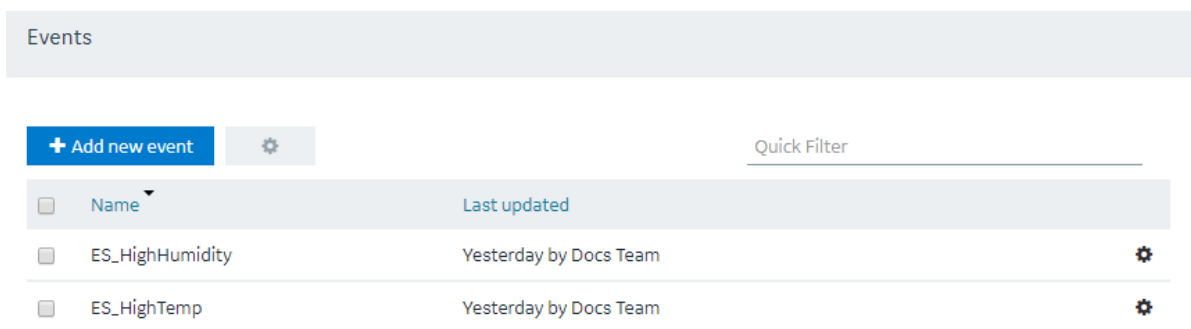 Events
Add new event
Quick Filter
Name Last updated
ES_HighHumidity Yesterday by Docs Team
ES_HighTemp Yesterday by Docs Team